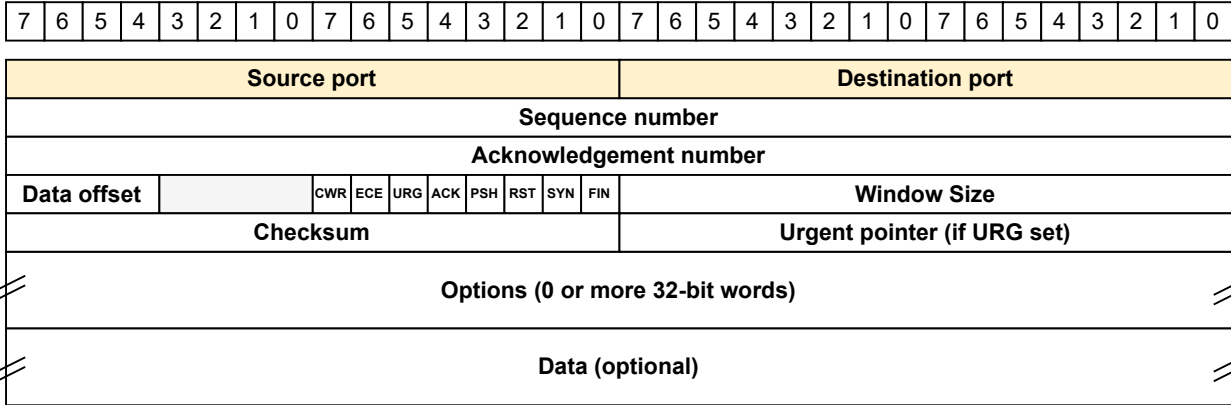 7 6 5 4 3 2 1 0 7 6 5 4 3 2 1 0 7 6 5 4 3 2 1 0 7 6 5 4 3 2 1 0
Source port Destination port
Sequence number
Acknowledgement number
Data offset CWR ECE URG ACK PSH RST SYN FIN Window Size
Checksum Urgent pointer (if URG set)
Options (0 or more 32-bit words)
Data (optional)